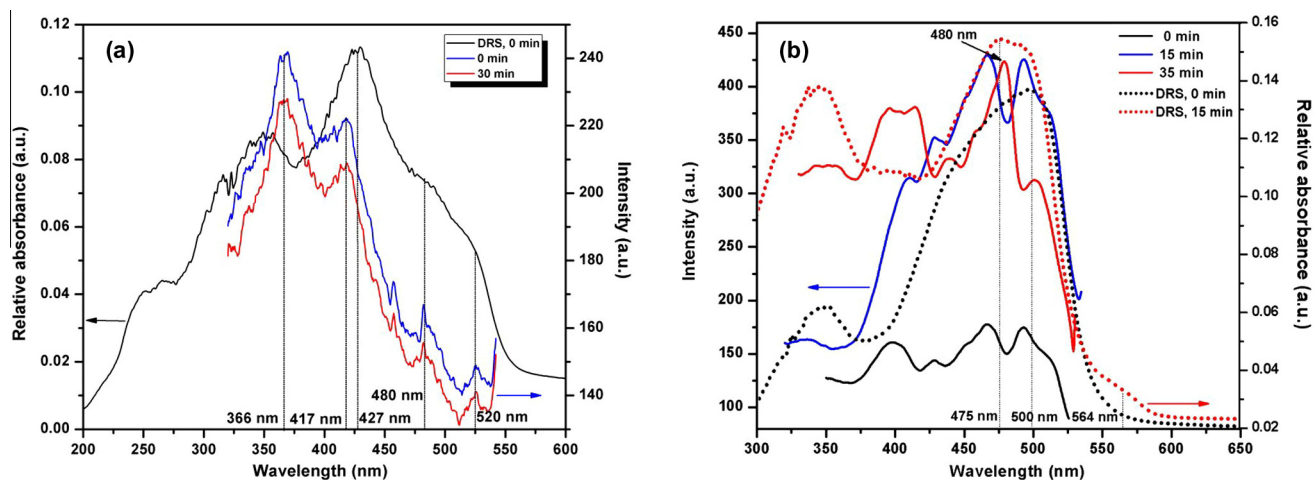 (a)
DRS, 0 min
0 min
30 min
0.12
0.10
0.08
0.06
0.04
0.02
0.00
Relative absorbance (a.u.)
240
220
200
180
160
140
Intensity (a.u.)
480 nm
366 nm
417 nm
427 nm
520 nm
200 250 300 350 400 450 500 550 600
Wavelength (nm)
(b)
480 nm
0 min
15 min
35 min
DRS, 0 min
DRS, 15 min
450
400
350
300
250
200
150
100
Intensity (a.u.)
0.16
0.14
0.12
0.10
0.08
0.06
0.04
0.02
Relative absorbance (a.u.)
475 nm
500 nm
564 nm
300 350 400 450 500 550 600 650
Wavelength (nm)